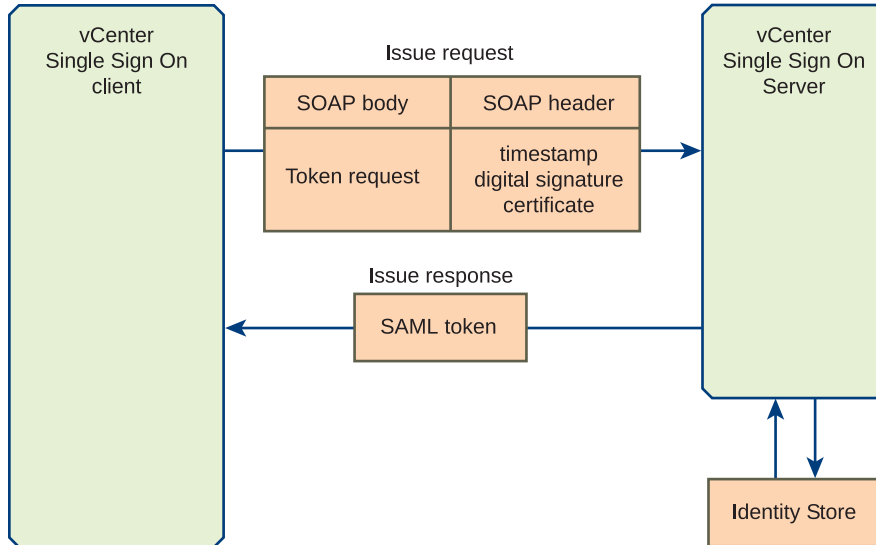 vCenter
Single Sign On
client
Issue request
SOAP body
SOAP header
Token request
timestamp
digital signature
certificate
vCenter
Single Sign On
Server
Issue response
SAML token
Identity Store